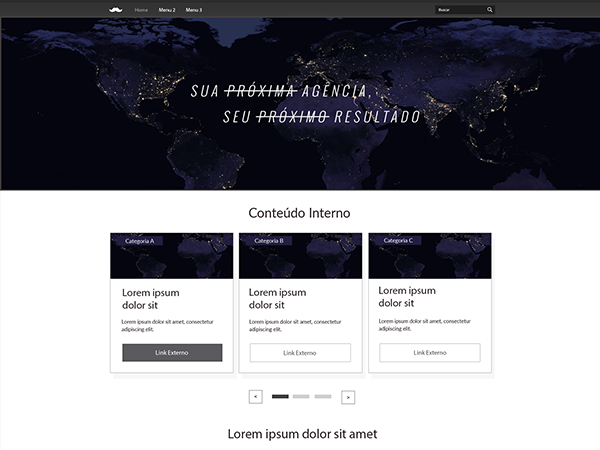 Home Menu 2 Menu 3 Buscar
SUA PRÓXIMA AGÊNCIA,
SEU PRÓXIMO RESULTADO
Conteúdo Interno
Categoria A
Lorem ipsum
dolor sit
Lorem ipsum dolor sit amet, consectetur
adipiscing elit.
Link Externo
Categoria B
Lorem ipsum
dolor sit
Lorem ipsum dolor sit amet, consectetur
adipiscing elit.
Link Externo
Categoria C
Lorem ipsum
dolor sit
Lorem ipsum dolor sit amet, consectetur
adipiscing elit.
Link Externo
< >
Lorem ipsum dolor sit amet